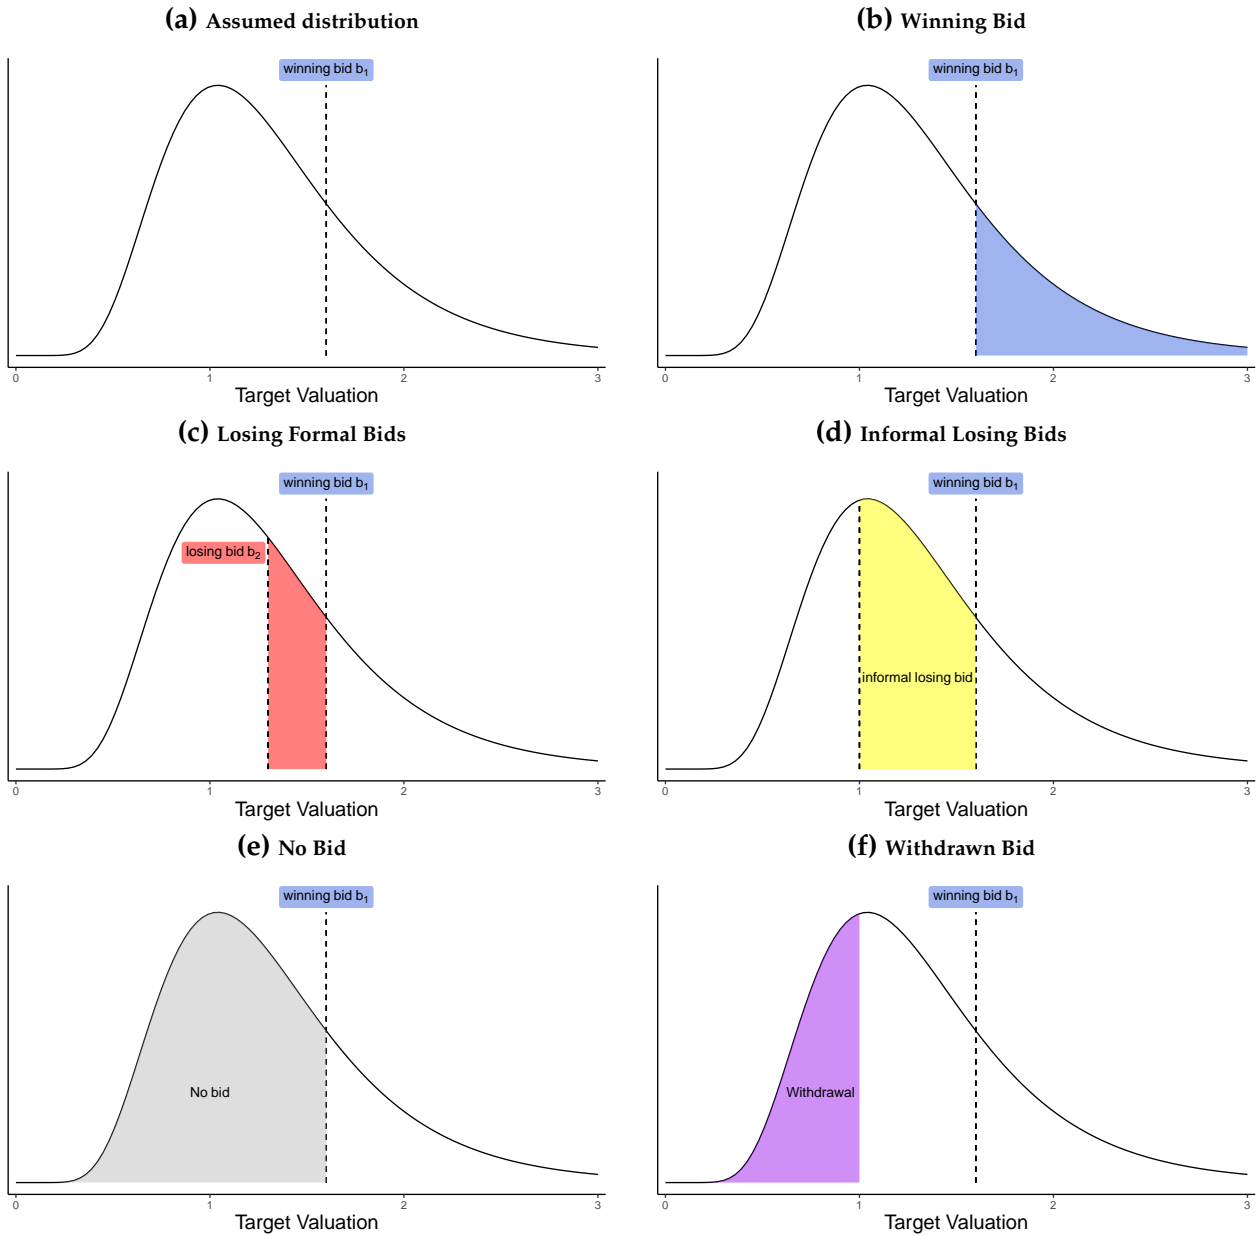 (a) Assumed distribution
winning bid b1
0 1 2 3
Target Valuation
(b) Winning Bid
winning bid b1
0 1 2 3
Target Valuation
(c) Losing Formal Bids
winning bid b1
losing bid b2
0 1 2 3
Target Valuation
(d) Informal Losing Bids
winning bid b1
informal losing bid
0 1 2 3
Target Valuation
(e) No Bid
winning bid b1
No bid
0 1 2 3
Target Valuation
(f) Withdrawn Bid
winning bid b1
Withdrawal
0 1 2 3
Target Valuation